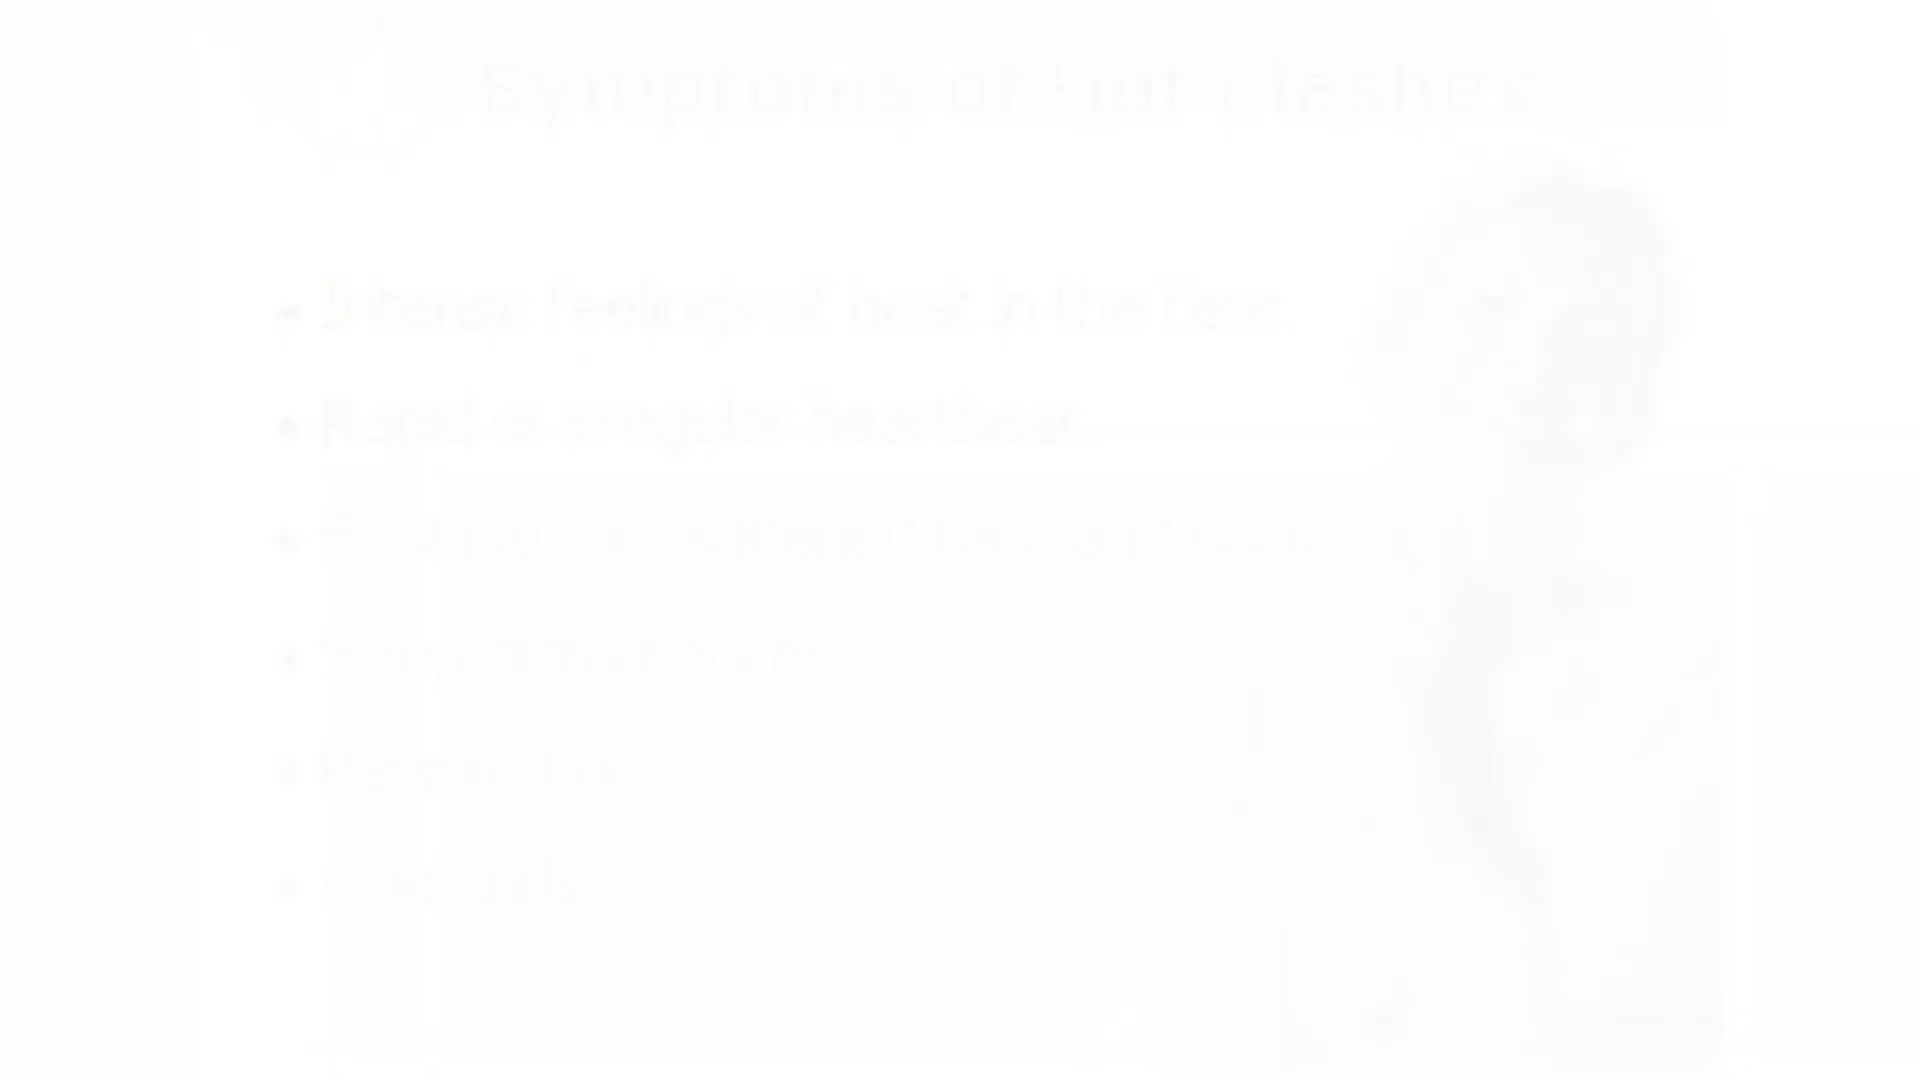 Symptoms of Hot Flashes
• Intense feelings of heat in the face.
• Rapid or irregular heartbeat.
• Flushing, or reddened face and neck.
• Sleep disturbances.
• Perspiration.
• Cold chills.